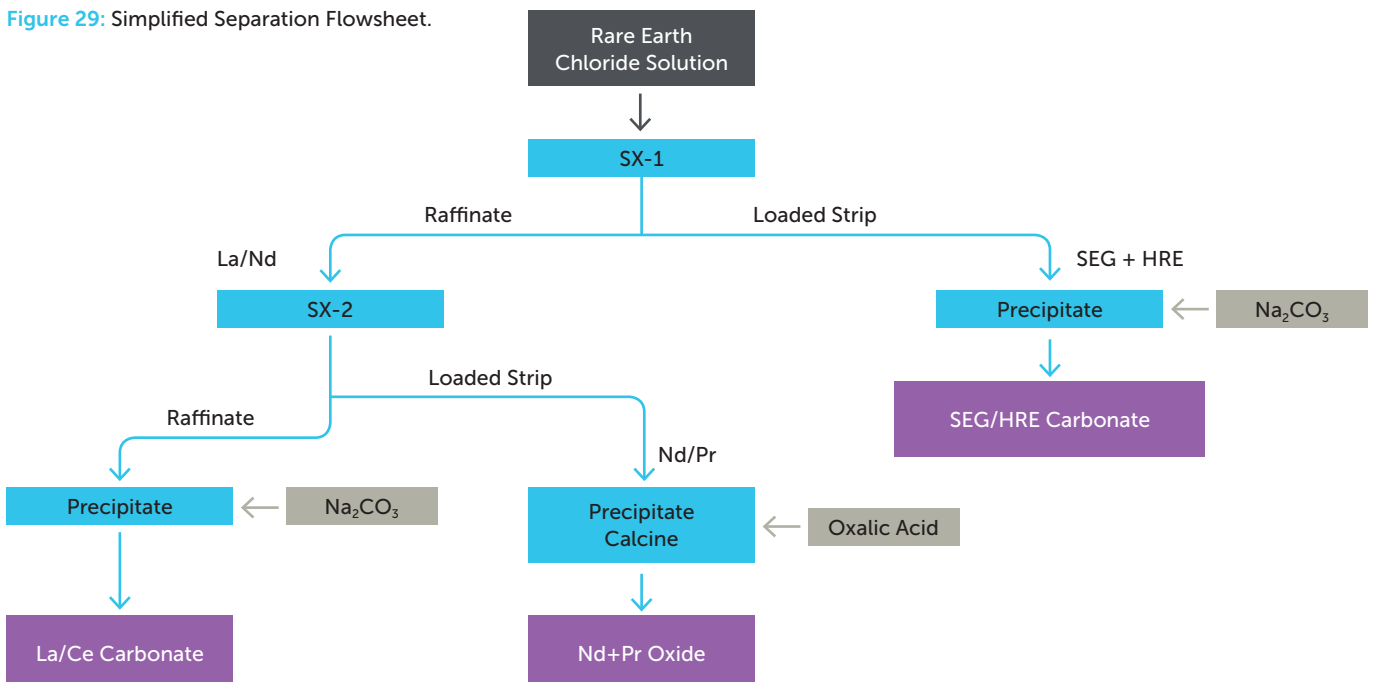 Figure 29: Simplified Separation Flowsheet.
Rare Earth
Chloride Solution
SX-1
Raffinate
Loaded Strip
La/Nd
SEG + HRE
SX-2
Precipitate
Na₂CO₃
Loaded Strip
Raffinate
SEG/HRE Carbonate
Nd/Pr
Precipitate
Na₂CO₃
Precipitate
Calcine
Oxalic Acid
La/Ce Carbonate
Nd+Pr Oxide